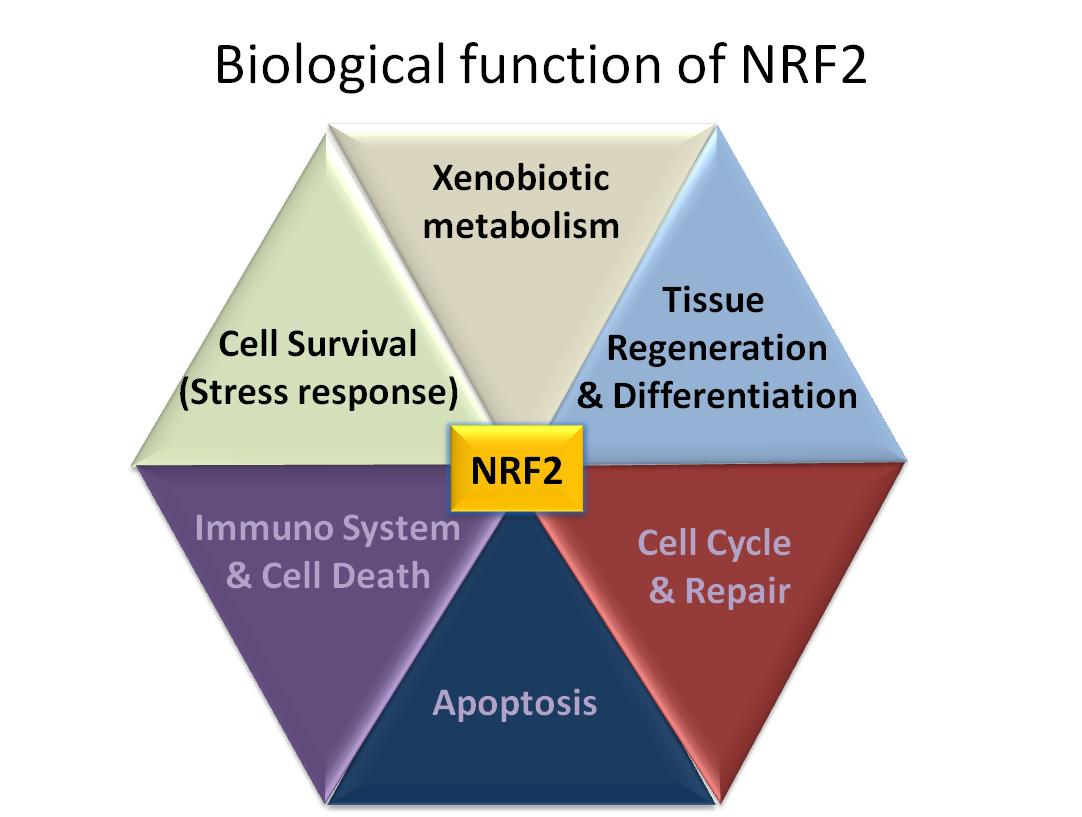 Biological function of NRF2
Xenobiotic
metabolism
Tissue
Regeneration
& Differentiation
Cell Survival
(Stress response)
NRF2
Immuno System
& Cell Death
Cell Cycle
& Repair
Apoptosis